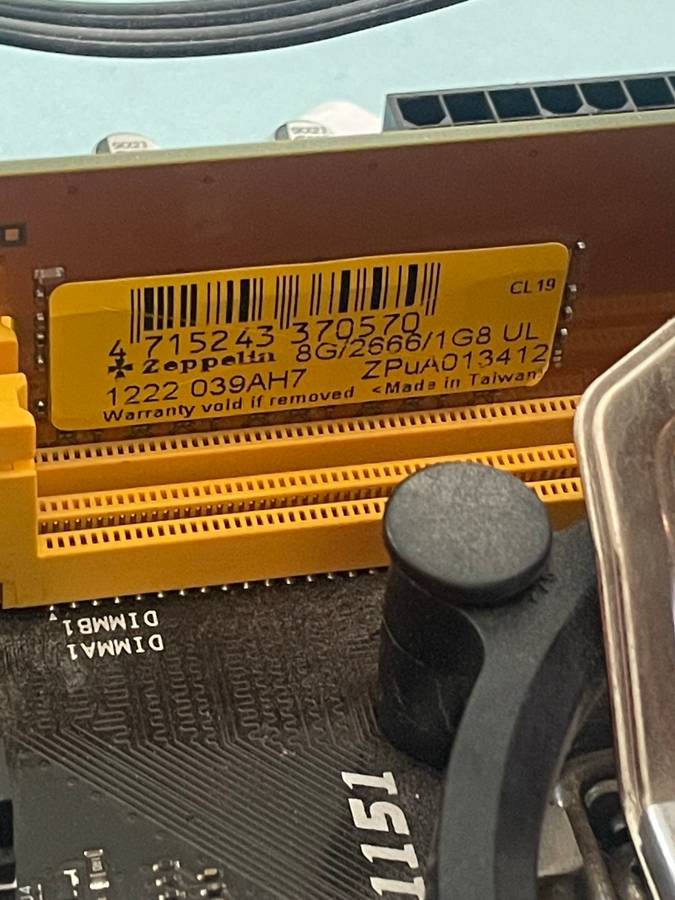 CL19
4 715243 370570
Zeppelin 8G/2666/1G8 UL
1222 039AH7 ZPuA013412
Warranty void if removed <Made in Taiwan
DIMMB1
DIMMA1
1151